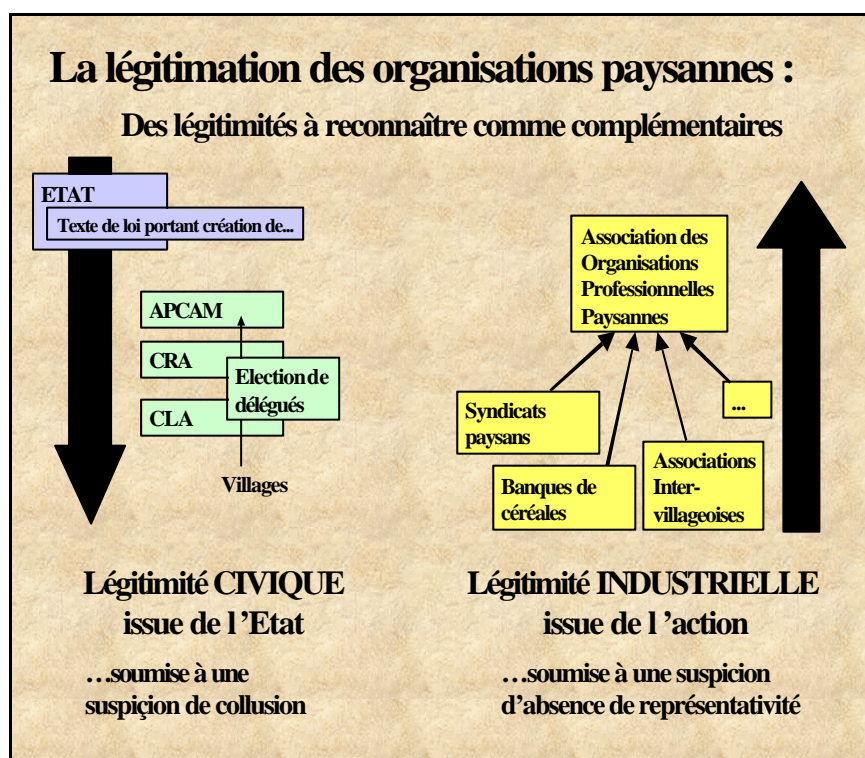 La légitimation des organisations paysannes :
Des légitimités à reconnaître comme complémentaires
ETAT
Texte de loi portant création de...
APCAM
CRA
CLA
Election de
délégués
Villages
Association des
Organisations
Professionnelles
Paysannes
Syndicats
paysans
...
Banques de
céréales
Associations
Inter-
villageoises
Légitimité CIVIQUE
issue de l ’Etat
…soumise à une
suspiçion de collusion
Légitimité INDUSTRIELLE
issue de l ’action
…soumise à une suspicion
d’absence de représentativité